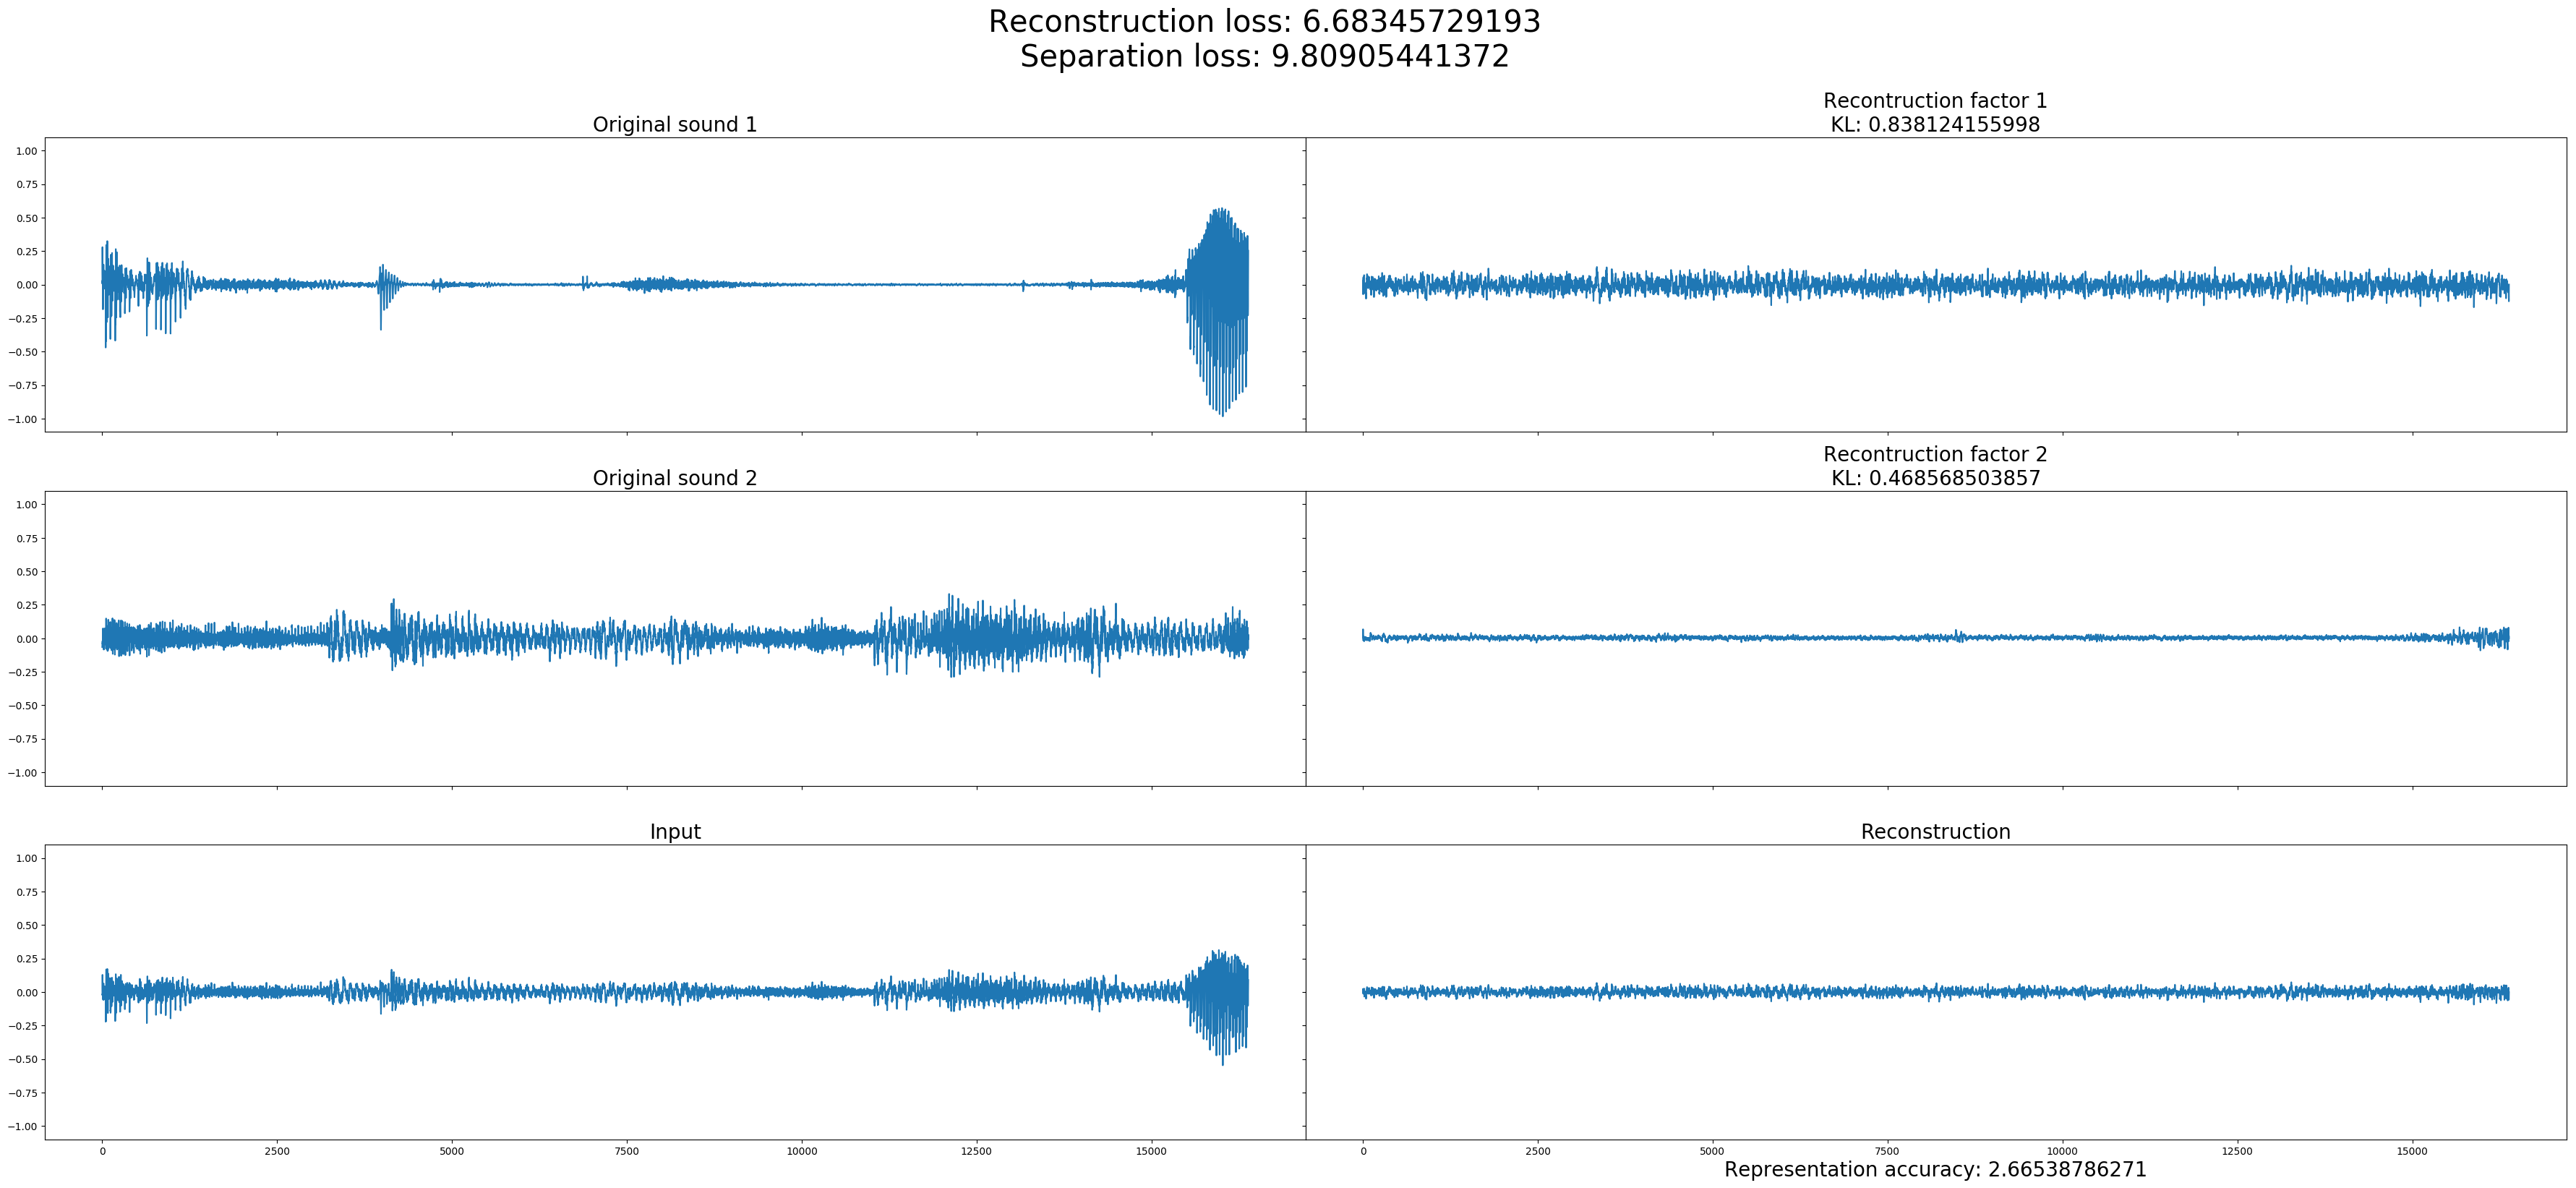 Reconstruction loss: 6.68345729193
Separation loss: 9.80905441372
Original sound 1
Recontruction factor 1
KL: 0.838124155998
1.00
0.75
0.50
0.25
0.00
−0.25
−0.50
−0.75
−1.00
Original sound 2
Recontruction factor 2
KL: 0.468568503857
1.00
0.75
0.50
0.25
0.00
−0.25
−0.50
−0.75
−1.00
Input
Reconstruction
1.00
0.75
0.50
0.25
0.00
−0.25
−0.50
−0.75
−1.00
0 2500 5000 7500 10000 12500 15000
0 2500 5000 7500 10000 12500 15000
Representation accuracy: 2.66538786271